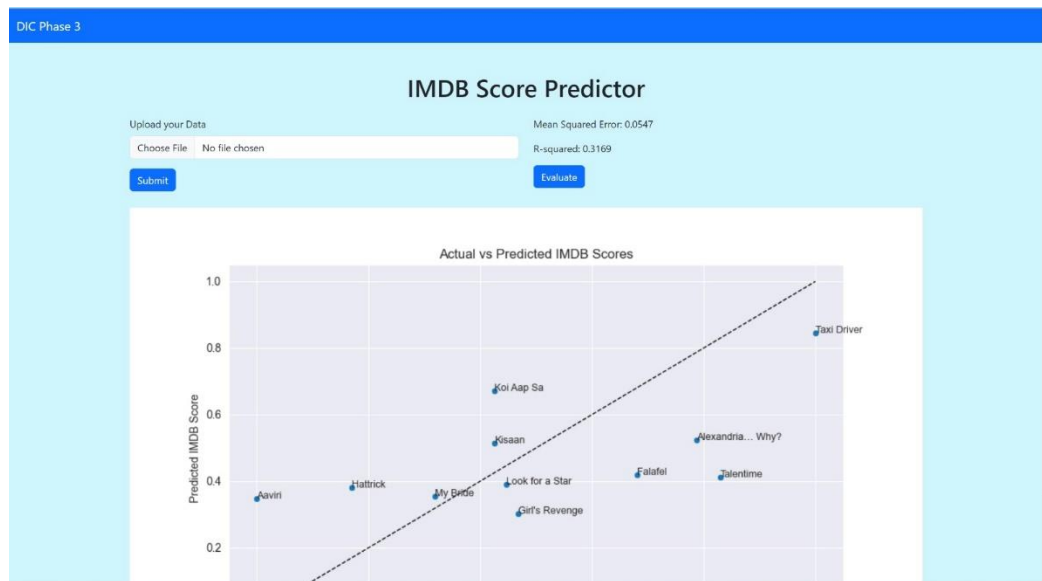 DIC Phase 3
IMDB Score Predictor
Upload your Data
Choose File No file chosen
Submit
Mean Squared Error: 0.0547
R-squared: 0.3169
Evaluate
Actual vs Predicted IMDB Scores
Predicted IMDB Score
1.0
0.8
0.6
0.4
0.2
Taxi Driver
Koi Aap Sa
Kisaan
Alexandria... Why?
Falafel
Talentime
Hattrick
Look for a Star
Aaviri
My Bride
Girl's Revenge